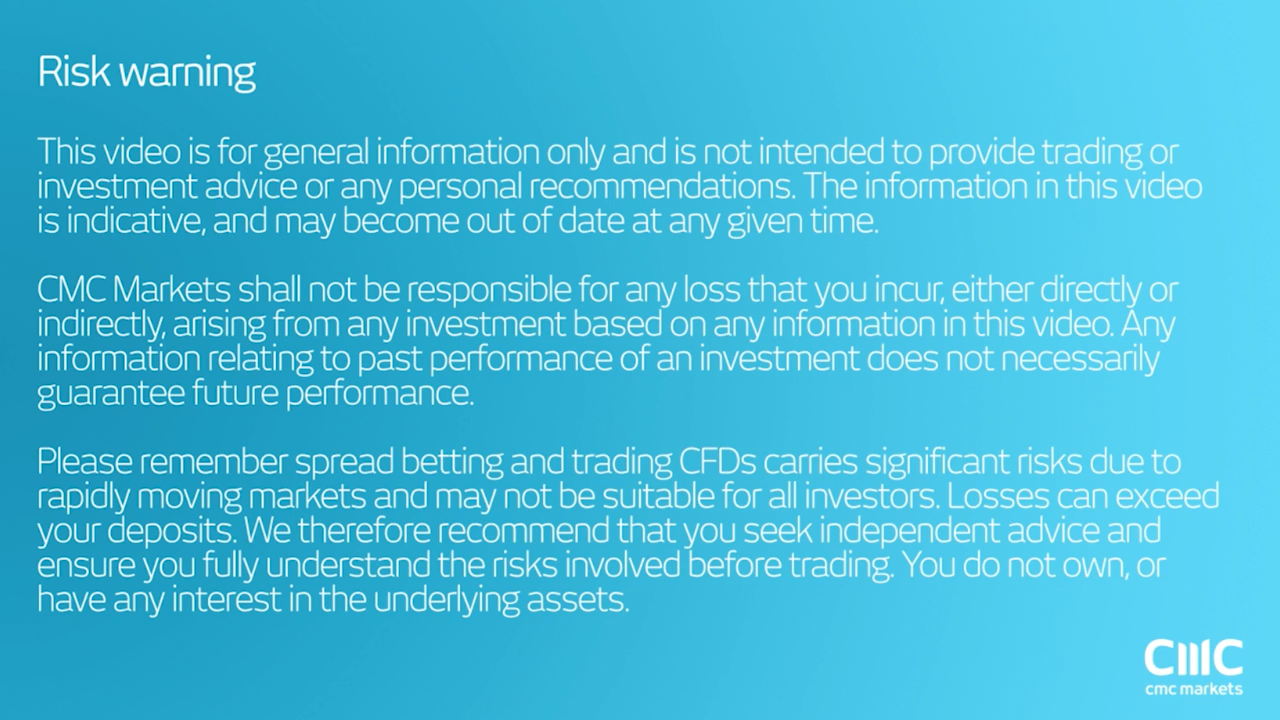 Risk warning
This video is for general information only and is not intended to provide trading or
investment advice or any personal recommendations. The information in this video
is indicative, and may become out of date at any given time.
CMC Markets shall not be responsible for any loss that you incur, either directly or
indirectly, arising from any investment based on any information in this video. Any
information relating to past performance of an investment does not necessarily
guarantee future performance.
Please remember spread betting and trading CFDs carries significant risks due to
rapidly moving markets and may not be suitable for all investors. Losses can exceed
your deposits. We therefore recommend that you seek independent advice and
ensure you fully understand the risks involved before trading. You do not own, or
have any interest in the underlying assets.
CMC
cmc markets